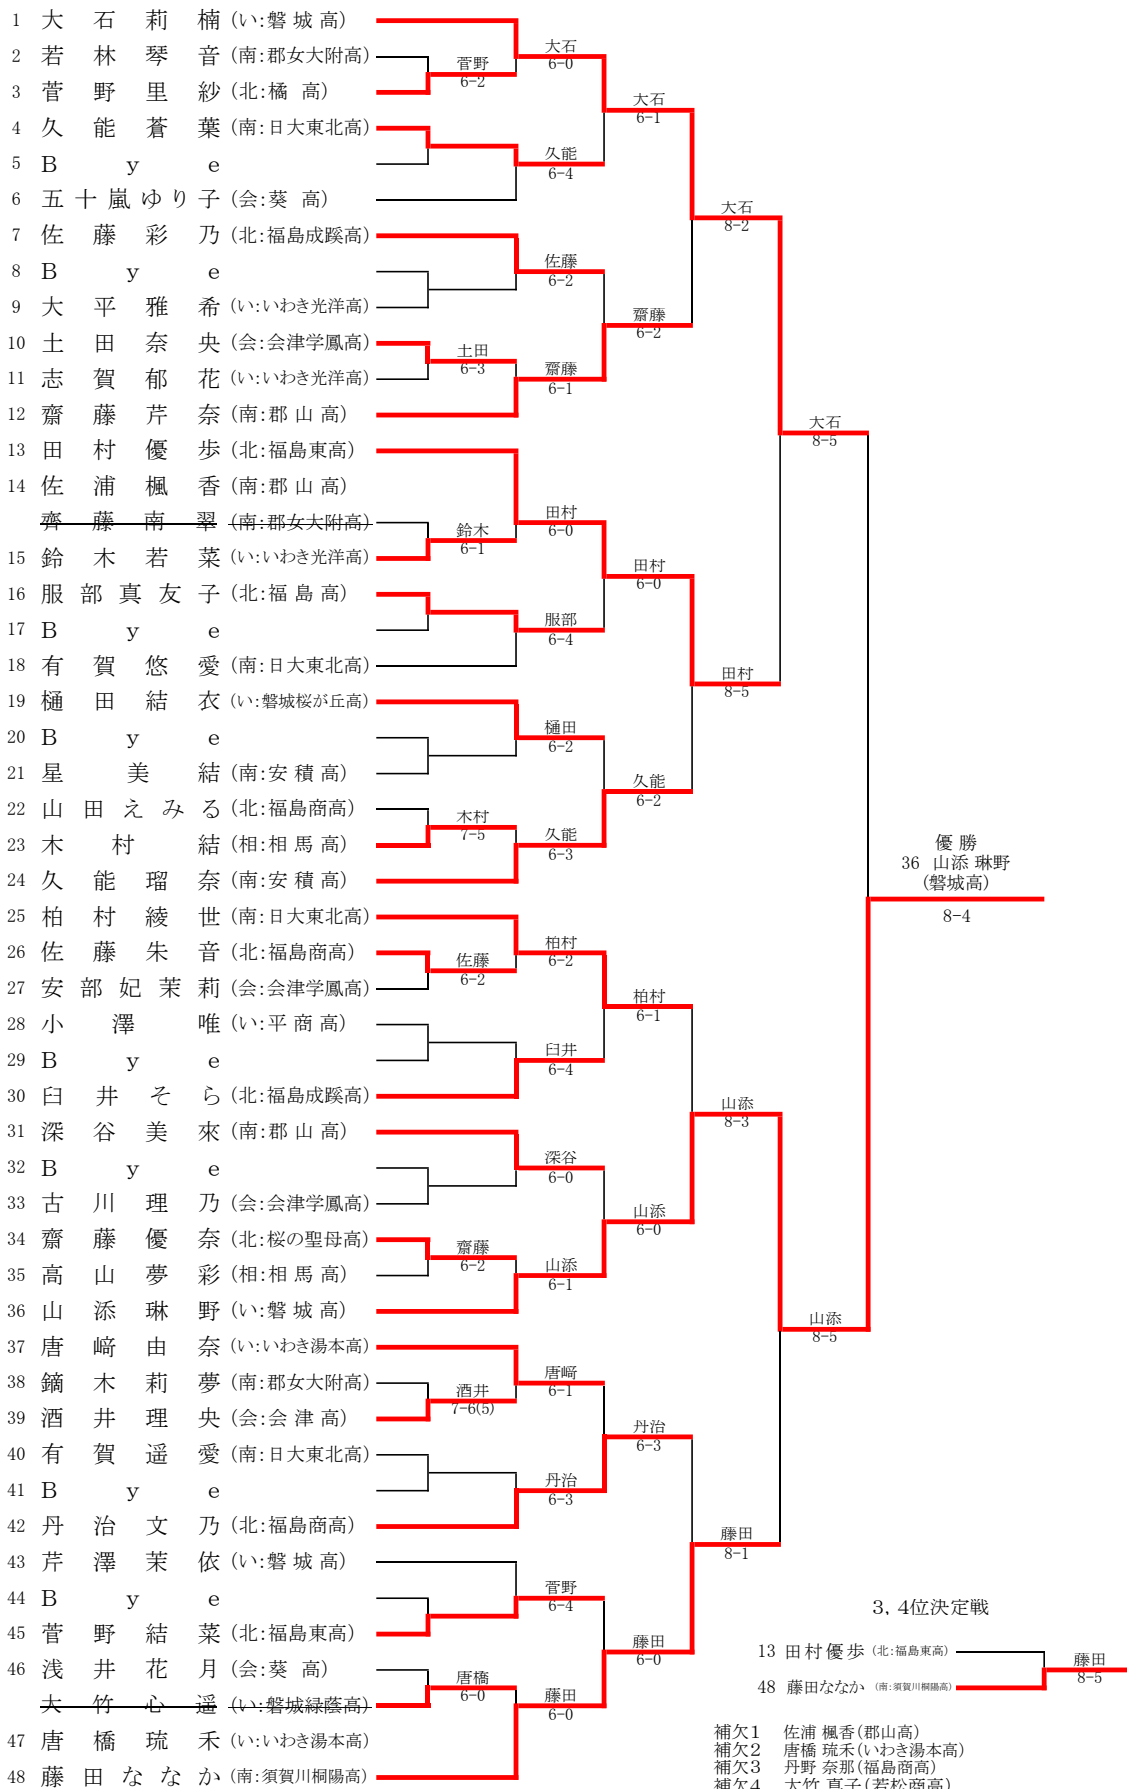 1 大石莉楠 (い:磐城高)
2 若林琴音 (南:郡女大附高)
3 菅野里紗 (北:橘高)
4 久能蒼葉 (南:日大東北高)
5 Bye
6 五十嵐ゆり子 (会:葵高)
7 佐藤彩乃 (北:福島成蹊高)
8 Bye
9 大平雅希 (い:いわき光洋高)
10 土田奈央 (会:会津学鳳高)
11 志賀郁花 (い:いわき光洋高)
12 齋藤芹奈 (南:郡山高)
13 田村優歩 (北:福島東高)
14 佐浦楓香 (南:郡山高)
齊藤南翠 (南:郡女大附高)
15 鈴木若菜 (い:いわき光洋高)
16 服部真友子 (北:福島高)
17 Bye
18 有賀悠愛 (南:日大東北高)
19 樋田結衣 (い:磐城桜が丘高)
20 Bye
21 星美結 (南:安積高)
22 山田えみる (北:福島商高)
23 木村結 (相:相馬高)
24 久能瑠奈 (南:安積高)
25 柏村綾世 (南:日大東北高)
26 佐藤朱音 (北:福島商高)
27 安部妃茉莉 (会:会津学鳳高)
28 小澤唯 (い:平商高)
29 Bye
30 臼井そら (北:福島成蹊高)
31 深谷美來 (南:郡山高)
32 Bye
33 古川理乃 (会:会津学鳳高)
34 齋藤優奈 (北:桜の聖母高)
35 高山夢彩 (相:相馬高)
36 山添琳野 (い:磐城高)
37 唐﨑由奈 (い:いわき湯本高)
38 鏑木莉夢 (南:郡女大附高)
39 酒井理央 (会:会津高)
40 有賀遥愛 (南:日大東北高)
41 Bye
42 丹治文乃 (北:福島商高)
43 芹澤茉依 (い:磐城高)
44 Bye
45 菅野結菜 (北:福島東高)
46 浅井花月 (会:葵高)
大竹心遥 (い:磐城緑蔭高)
47 唐橋琉禾 (い:いわき湯本高)
48 藤田ななか (南:須賀川桐陽高)
菅野
6-2
土田
6-3
鈴木
6-1
木村
7-5
佐藤
6-2
齋藤
6-2
酒井
7-6(5)
唐橋
6-0
大石
6-0
久能
6-4
佐藤
6-2
齋藤
6-1
田村
6-0
服部
6-4
樋田
6-2
久能
6-3
柏村
6-2
臼井
6-4
深谷
6-0
山添
6-1
唐﨑
6-1
丹治
6-3
菅野
6-4
藤田
6-0
大石
6-1
齋藤
6-2
田村
6-0
久能
6-2
柏村
6-1
山添
6-0
丹治
6-3
藤田
6-0
大石
8-2
田村
8-5
山添
8-3
藤田
8-1
大石
8-5
山添
8-5
優勝
36 山添 琳野
(磐城高)
8-4
3, 4位決定戦
13 田村優歩 (北:福島東高)
48 藤田ななか (南:須賀川桐陽高)
藤田
8-5
補欠1 佐浦 楓香(郡山高)
補欠2 唐橋 琉禾(いわき湯本高)
補欠3 丹野 奈那(福島商高)
補欠4 大竹 真子(若松商高)